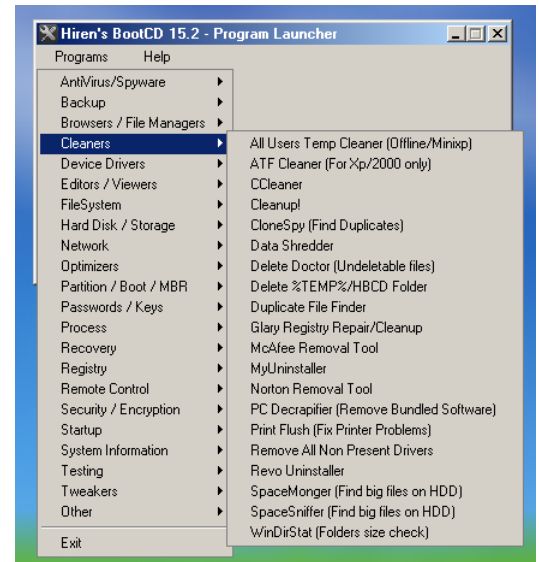 Hiren's BootCD 15.2 - Program Launcher
Programs Help
AntiVirus/Spyware
Backup
Browsers / File Managers
Cleaners
Device Drivers
Editors / Viewers
FileSystem
Hard Disk / Storage
Network
Optimizers
Partition / Boot / MBR
Passwords / Keys
Process
Recovery
Registry
Remote Control
Security / Encryption
Startup
System Information
Testing
Tweakers
Other
Exit
All Users Temp Cleaner (Offline/Minixp)
ATF Cleaner (For Xp/2000 only)
CCleaner
Cleanup!
CloneSpy (Find Duplicates)
Data Shredder
Delete Doctor (Undeletable files)
Delete %TEMP%/HBCD Folder
Duplicate File Finder
Glary Registry Repair/Cleanup
McAfee Removal Tool
MyUninstaller
Norton Removal Tool
PC Decrapifier (Remove Bundled Software)
Print Flush (Fix Printer Problems)
Remove All Non Present Drivers
Revo Uninstaller
SpaceMonger (Find big files on HDD)
SpaceSniffer (Find big files on HDD)
WinDirStat (Folders size check)